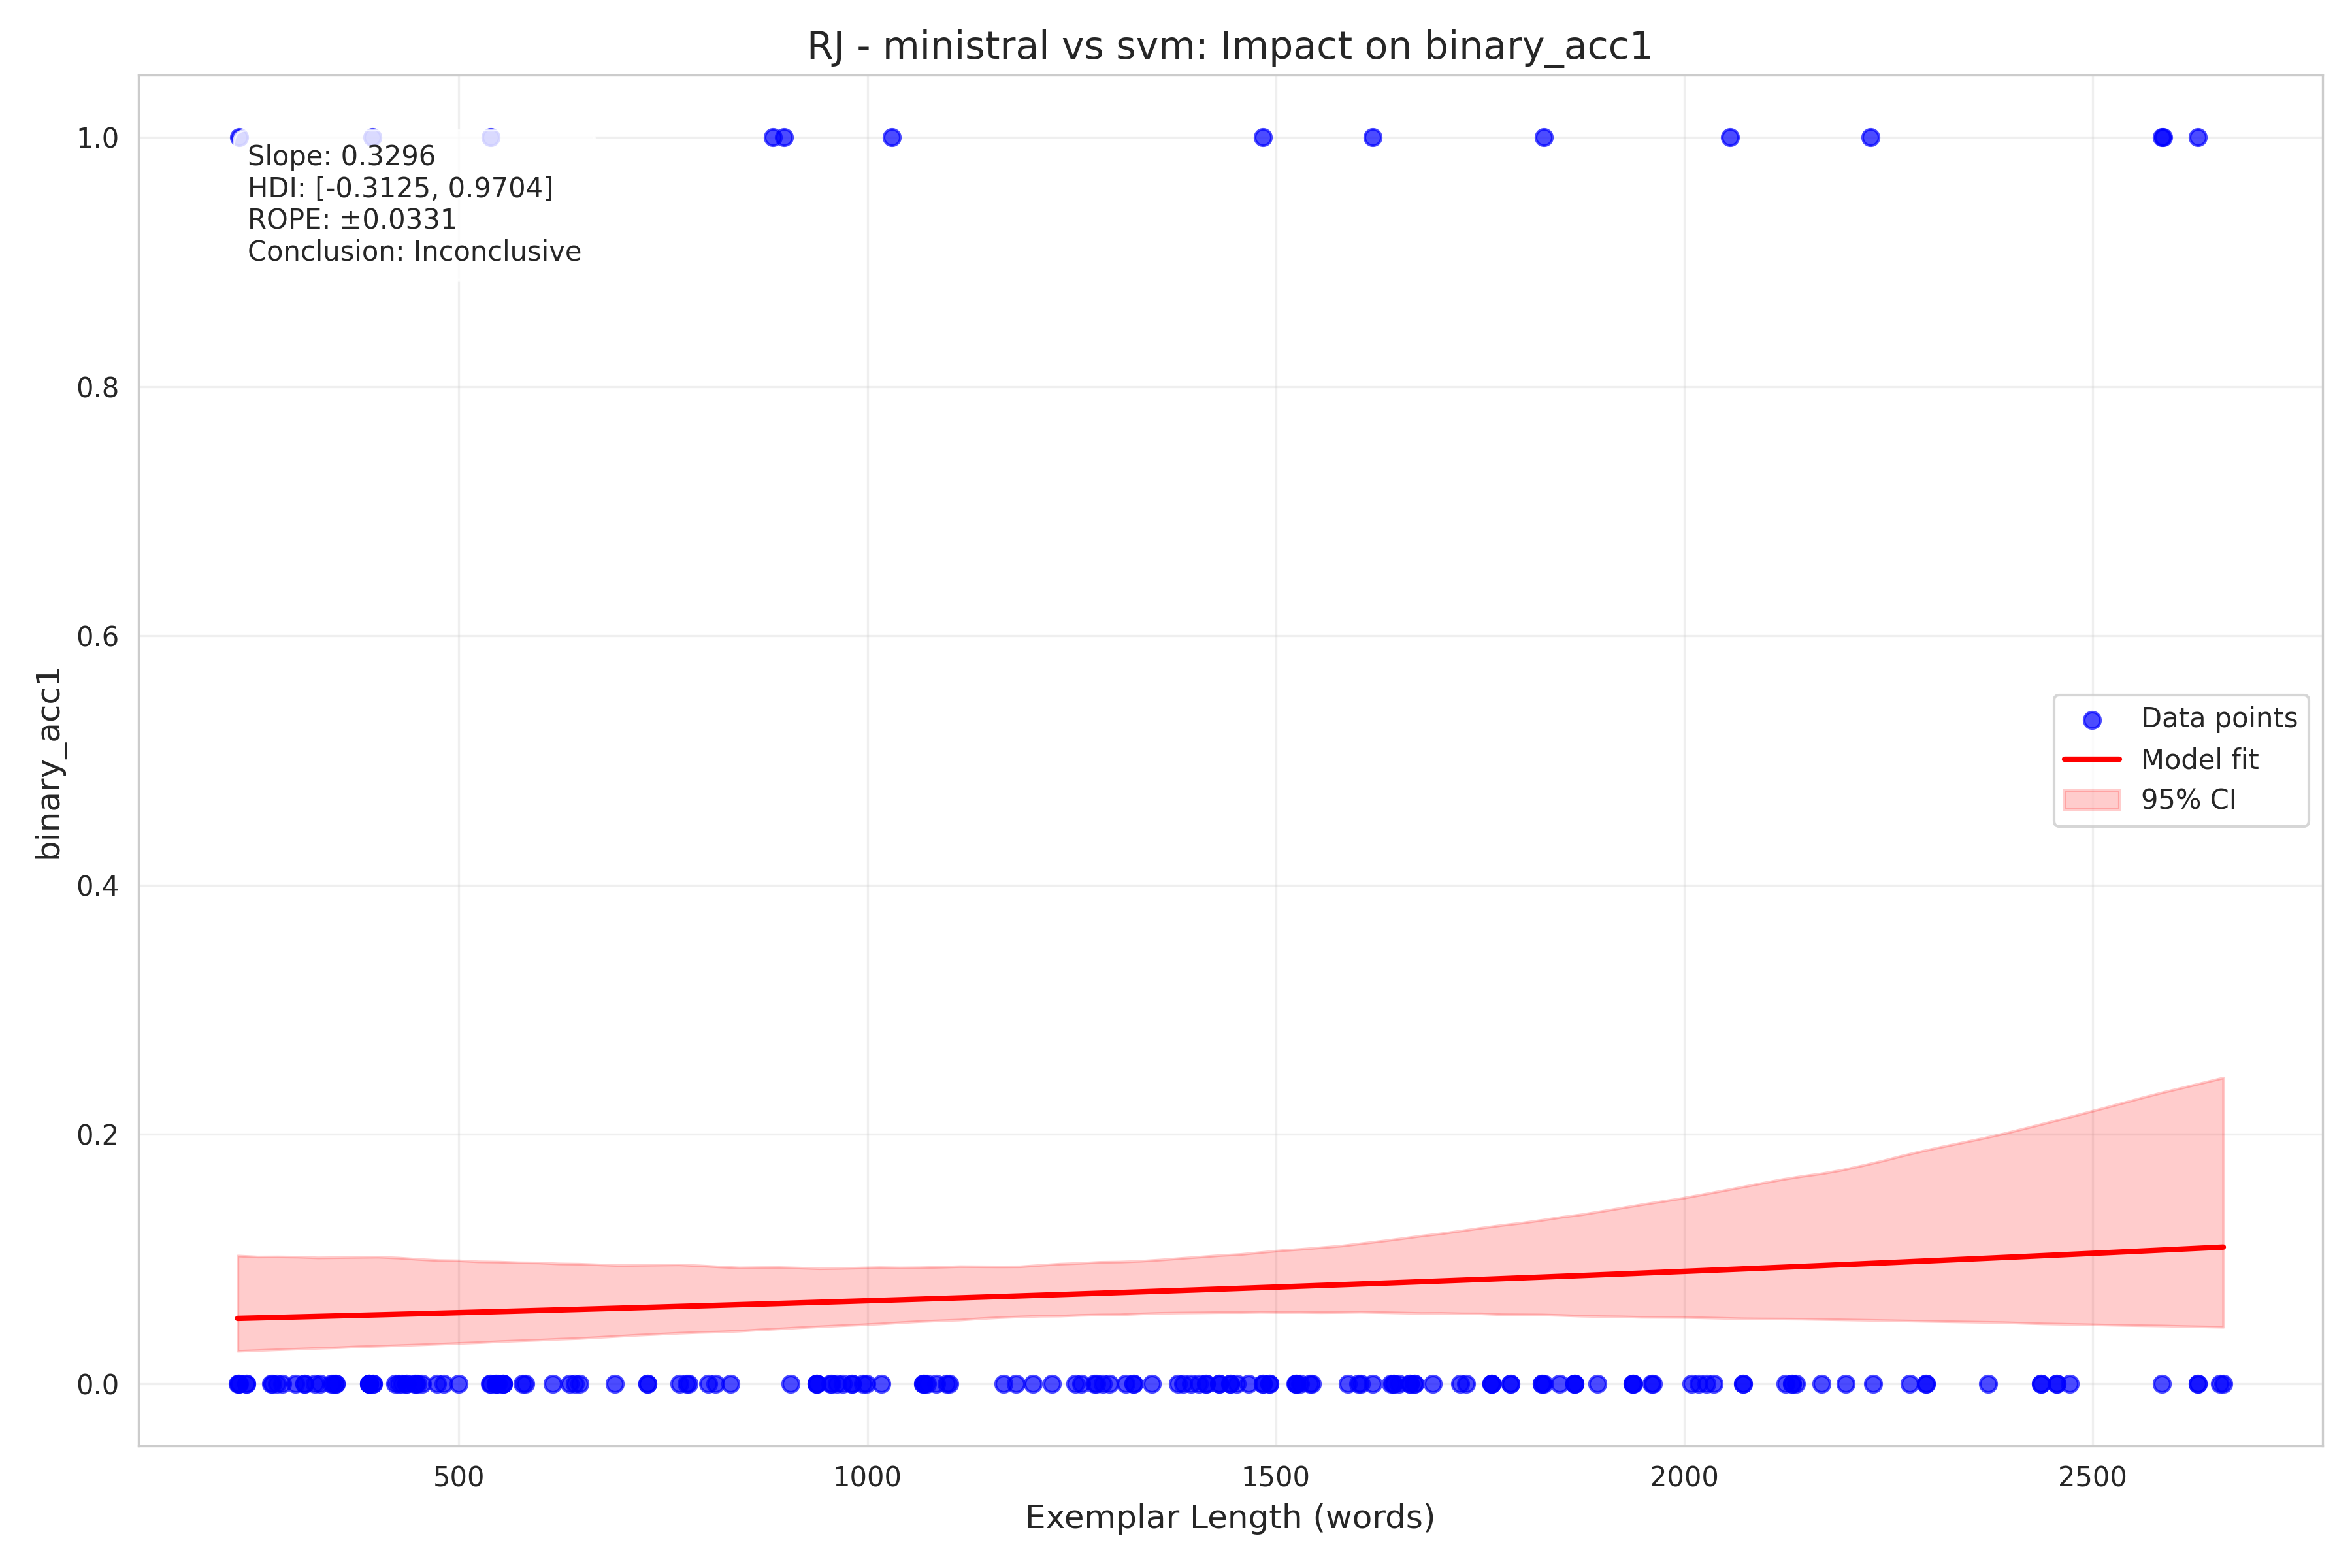 RJ - ministral vs svm: Impact on binary_acc1
1.0
0.8
0.6
0.4
0.2
0.0
binary_acc1
Slope: 0.3296
HDI: [-0.3125, 0.9704]
ROPE: ±0.0331
Conclusion: Inconclusive
Data points
Model fit
95% CI
500
1000
1500
2000
2500
Exemplar Length (words)